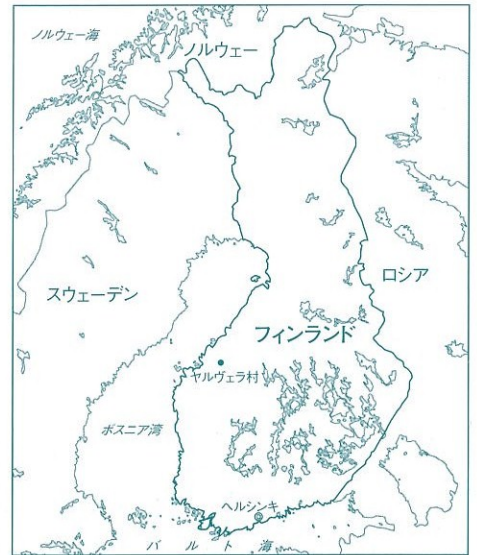 ノルウェー海
ノルウェー
スウェーデン
ロシア
フィンランド
ヤルヴェラ村
ボスニア湾
ヘルシンキ
バルト海